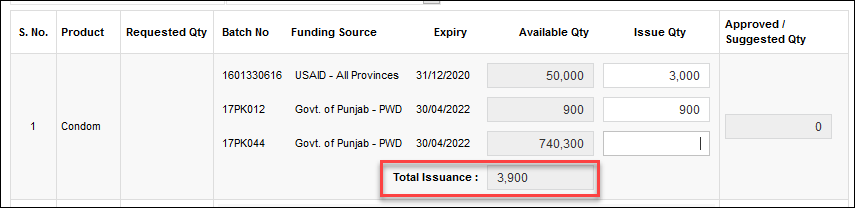 S. No. Product Requested Qty Batch No Funding Source Expiry Available Qty Issue Qty Approved / Suggested Qty
1601330616 USAID - All Provinces 31/12/2020 50,000 3,000
17PK012 Govt. of Punjab - PWD 30/04/2022 900 900
1 Condom 0
17PK044 Govt. of Punjab - PWD 30/04/2022 740,300
Total Issuance : 3,900